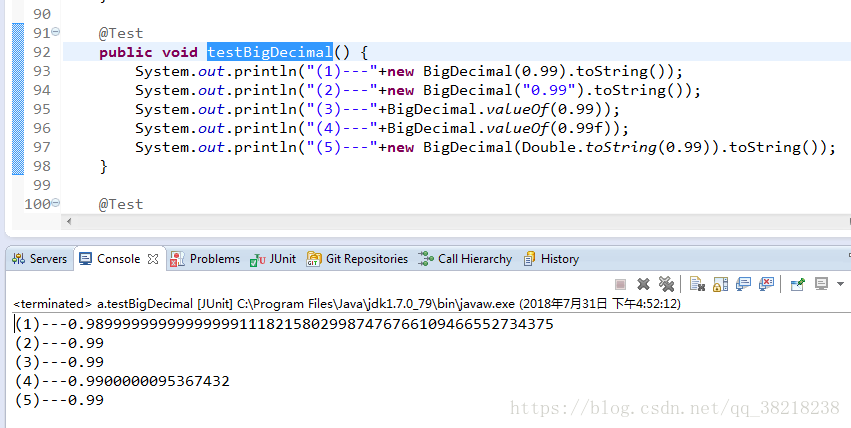 90
91 @Test
92 public void testBigDecimal() {
93 System.out.println("(1)---"+new BigDecimal(0.99).toString());
94 System.out.println("(2)---"+new BigDecimal("0.99").toString());
95 System.out.println("(3)---"+BigDecimal.valueOf(0.99));
96 System.out.println("(4)---"+BigDecimal.valueOf(0.99f));
97 System.out.println("(5)---"+new BigDecimal(Double.toString(0.99)).toString());
98 }
99
100 @Test
Servers Console Problems JUnit Git Repositories Call Hierarchy History
<terminated> a.testBigDecimal [JUnit] C:\Program Files\Java\jdk1.7.0_79\bin\javaw.exe (2018年7月31日 下午4:52:12)
(1)---0.9899999999999999911182158029987476766109466552734375
(2)---0.99
(3)---0.99
(4)---0.9900000095367432
(5)---0.99
https://blog.csdn.net/qq_38218238